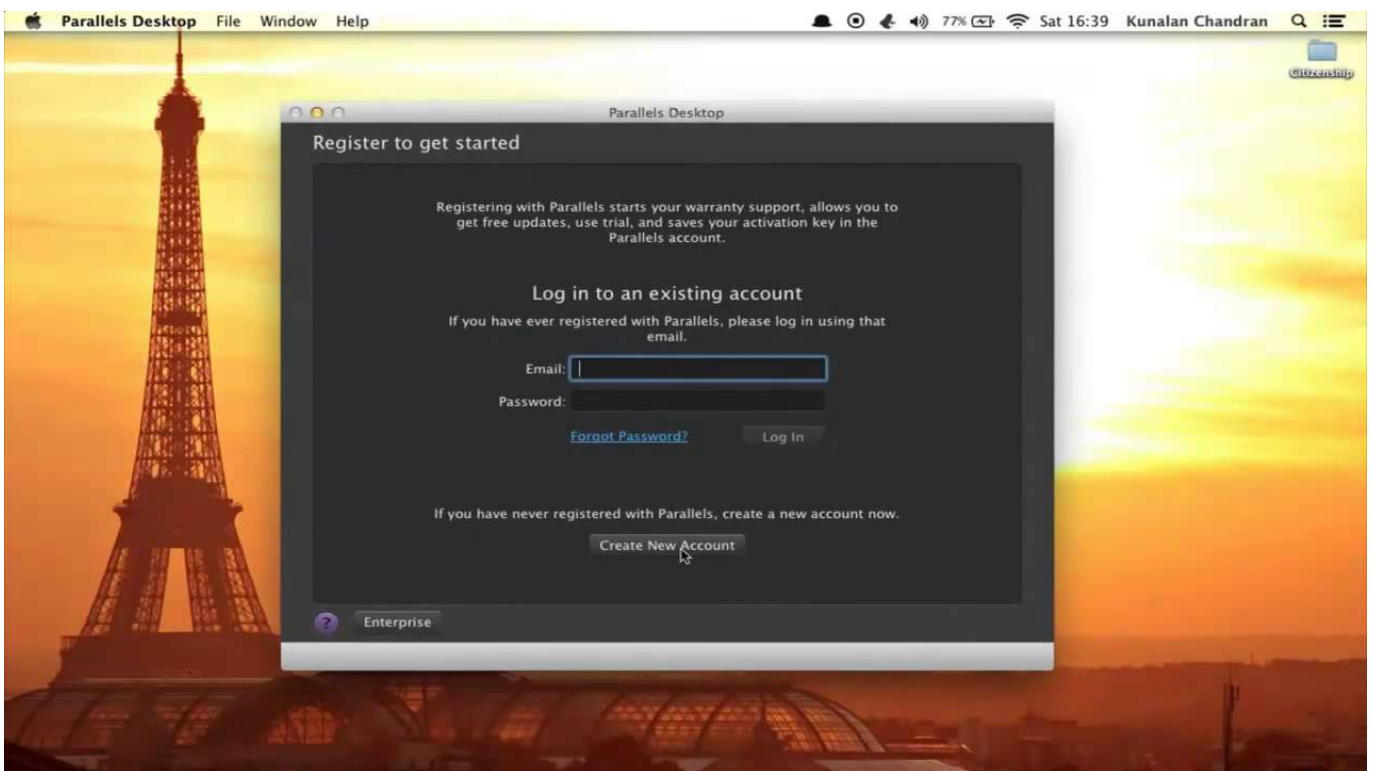 Parallels Desktop File Window Help 77% Sat 16:39 Kunalan Chandran
Citizenship
Parallels Desktop
Register to get started
Registering with Parallels starts your warranty support, allows you to
get free updates, use trial, and saves your activation key in the
Parallels account.
Log in to an existing account
If you have ever registered with Parallels, please log in using that
email.
Email:
Password:
Forgot Password? Log In
If you have never registered with Parallels, create a new account now.
Create New Account
? Enterprise